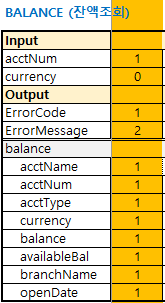 BALANCE (잔액조회)
Input
acctNum 1
currency 0
Output
ErrorCode 1
ErrorMessage 2
balance
acctName 1
acctNum 1
acctType 1
currency 1
balance 1
availableBal 1
branchName 1
openDate 1